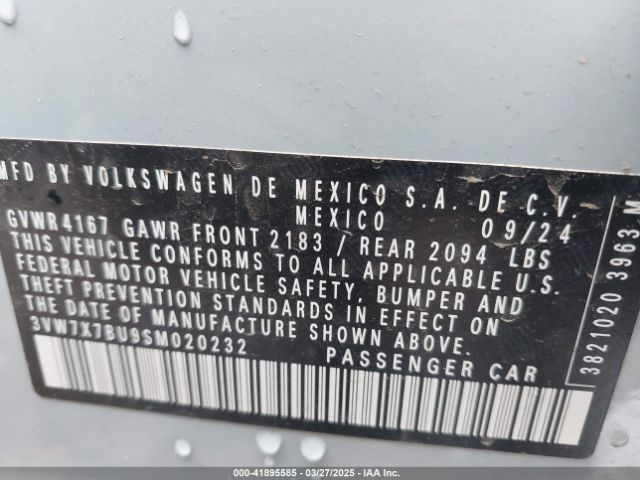 MFD BY VOLKSWAGEN DE MEXICO S.A. DE C.V.
MEXICO 09/24
GVWR4167 GAWR FRONT 2183 / REAR 2094 LBS
THIS VEHICLE CONFORMS TO ALL APPLICABLE U.S.
FEDERAL MOTOR VEHICLE SAFETY, BUMPER AND
THEFT PREVENTION STANDARDS IN EFFECT ON
THE DATE OF MANUFACTURE SHOWN ABOVE.
3VW7X7BU9SM020232 PASSENGER CAR
3821020 3963 M
000-41895585 - 03/27/2025 - IAA Inc.